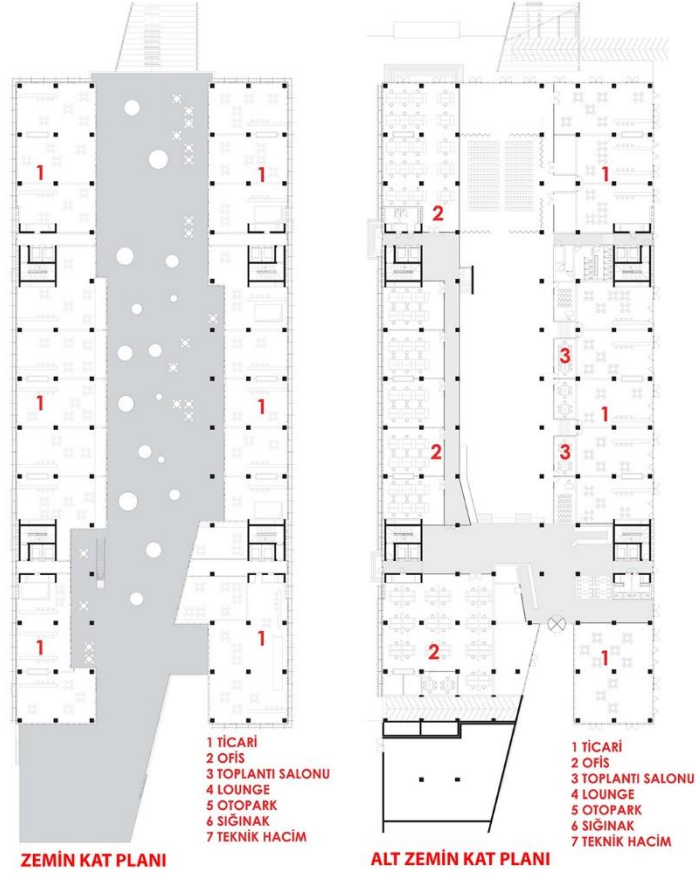 1
1
1
1
1
1
1 TİCARİ
2 OFİS
3 TOPLANTI SALONU
4 LOUNGE
5 OTOPARK
6 SIĞINAK
7 TEKNİK HACİM
ZEMİN KAT PLANI
1
2
3
1
2
3
2
1
1 TİCARİ
2 OFİS
3 TOPLANTI SALONU
4 LOUNGE
5 OTOPARK
6 SIĞINAK
7 TEKNİK HACİM
ALT ZEMİN KAT PLANI